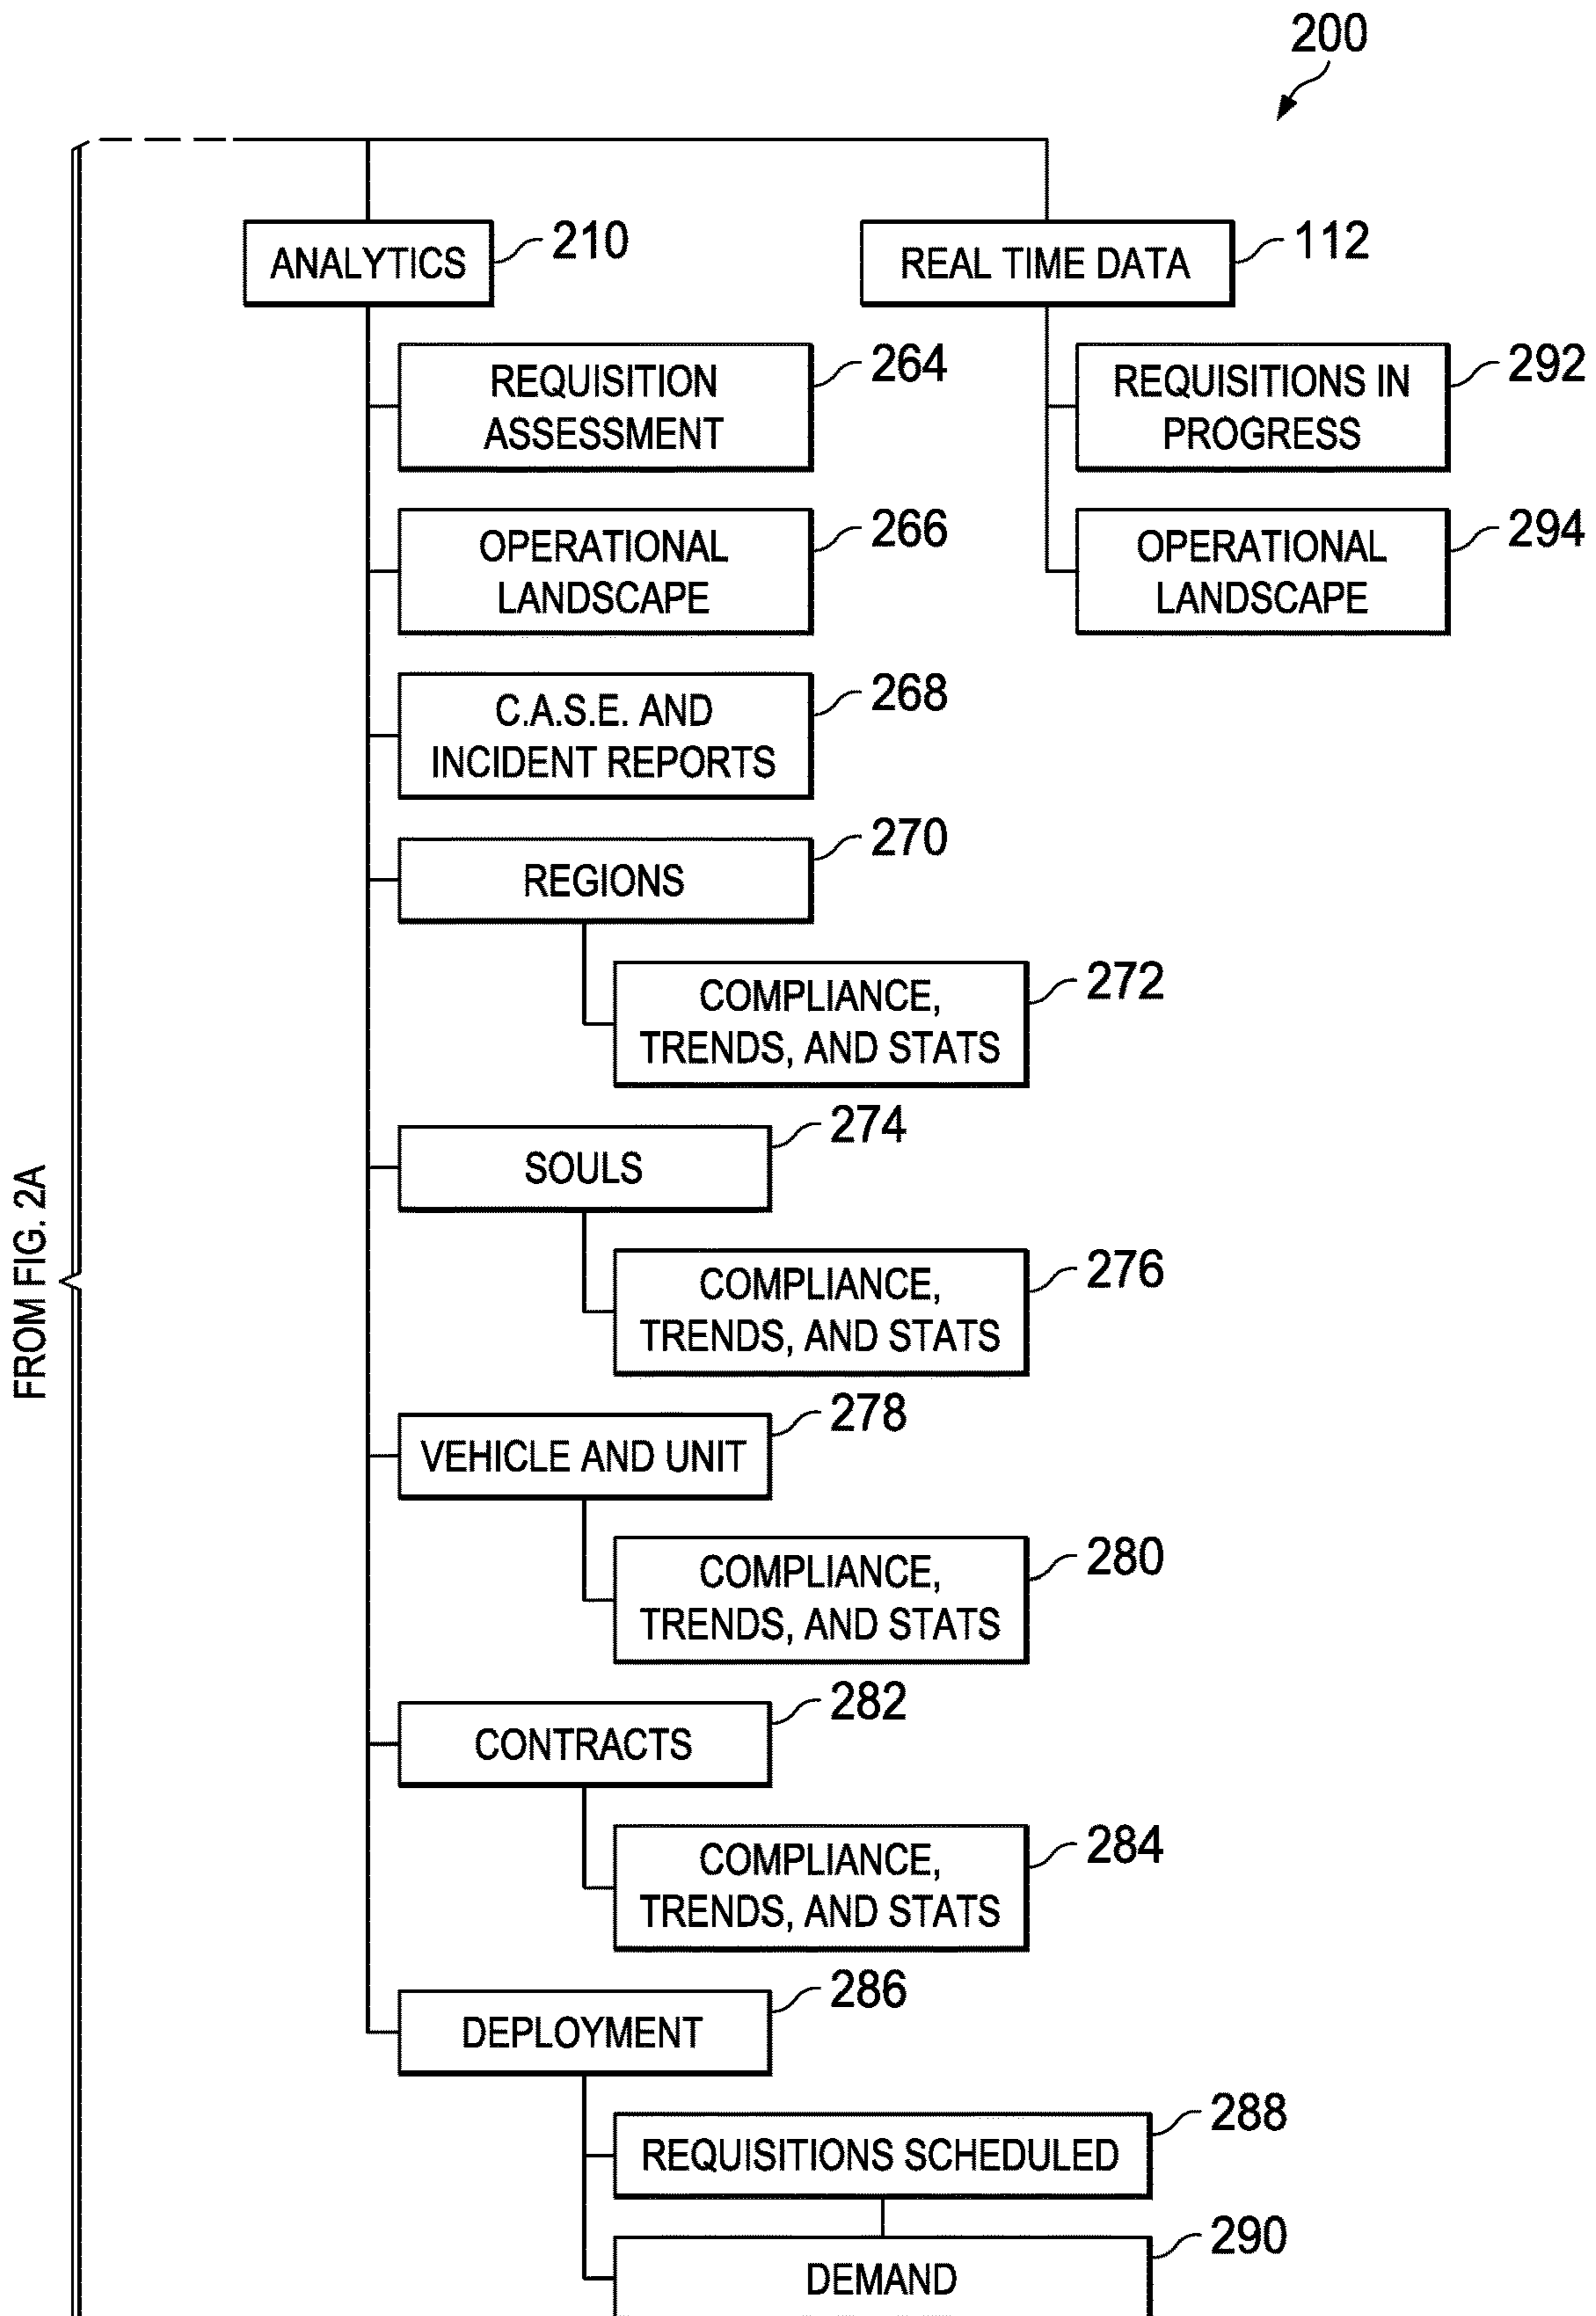 200
ANALYTICS
210
REAL TIME DATA
112
REQUISITION
ASSESSMENT
264
REQUISITIONS IN
PROGRESS
292
OPERATIONAL
LANDSCAPE
266
OPERATIONAL
LANDSCAPE
294
C.A.S.E. AND
INCIDENT REPORTS
268
REGIONS
270
COMPLIANCE,
TRENDS, AND STATS
272
SOULS
274
FROM FIG. 2A
COMPLIANCE,
TRENDS, AND STATS
276
VEHICLE AND UNIT
278
COMPLIANCE,
TRENDS, AND STATS
280
CONTRACTS
282
COMPLIANCE,
TRENDS, AND STATS
284
DEPLOYMENT
286
REQUISITIONS SCHEDULED
288
DEMAND
290